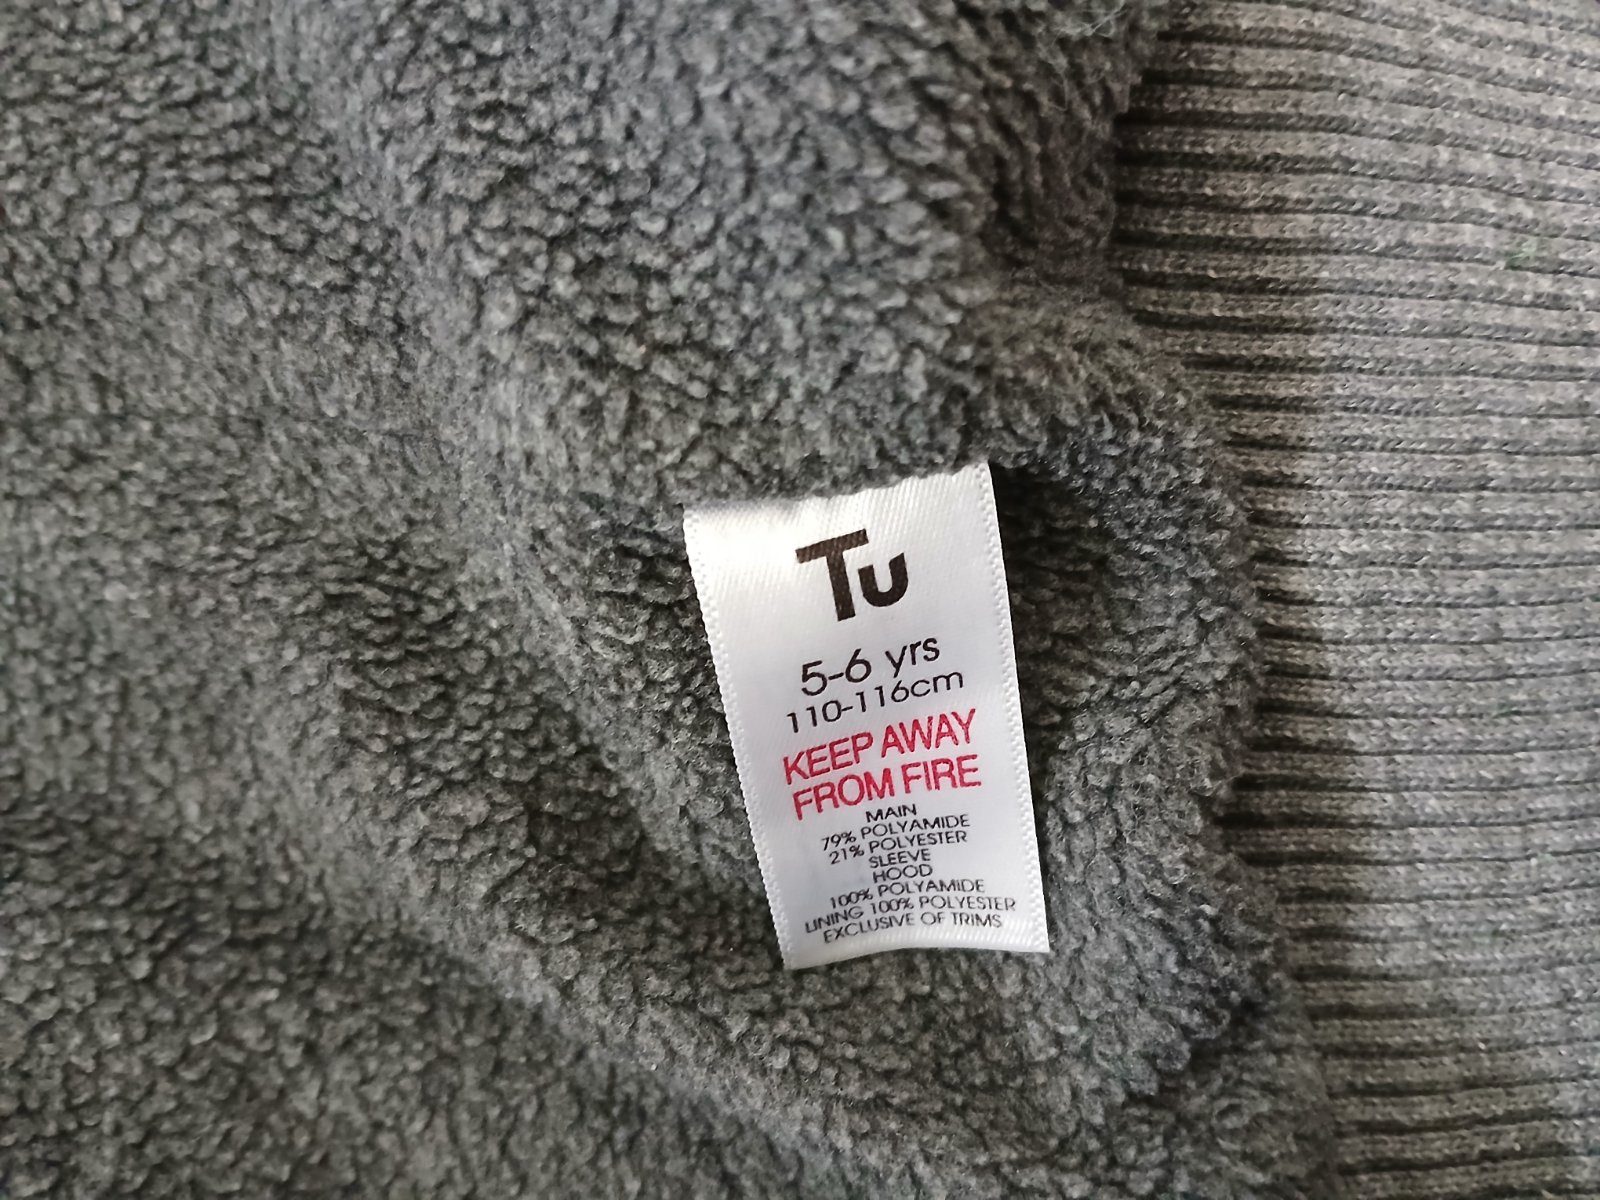 Tu
5-6 yrs
110-116cm
KEEP AWAY
FROM FIRE
MAIN
79% POLYAMIDE
21% POLYESTER
SLEEVE
HOOD
100% POLYAMIDE
LINING 100% POLYESTER
EXCLUSIVE OF TRIMS